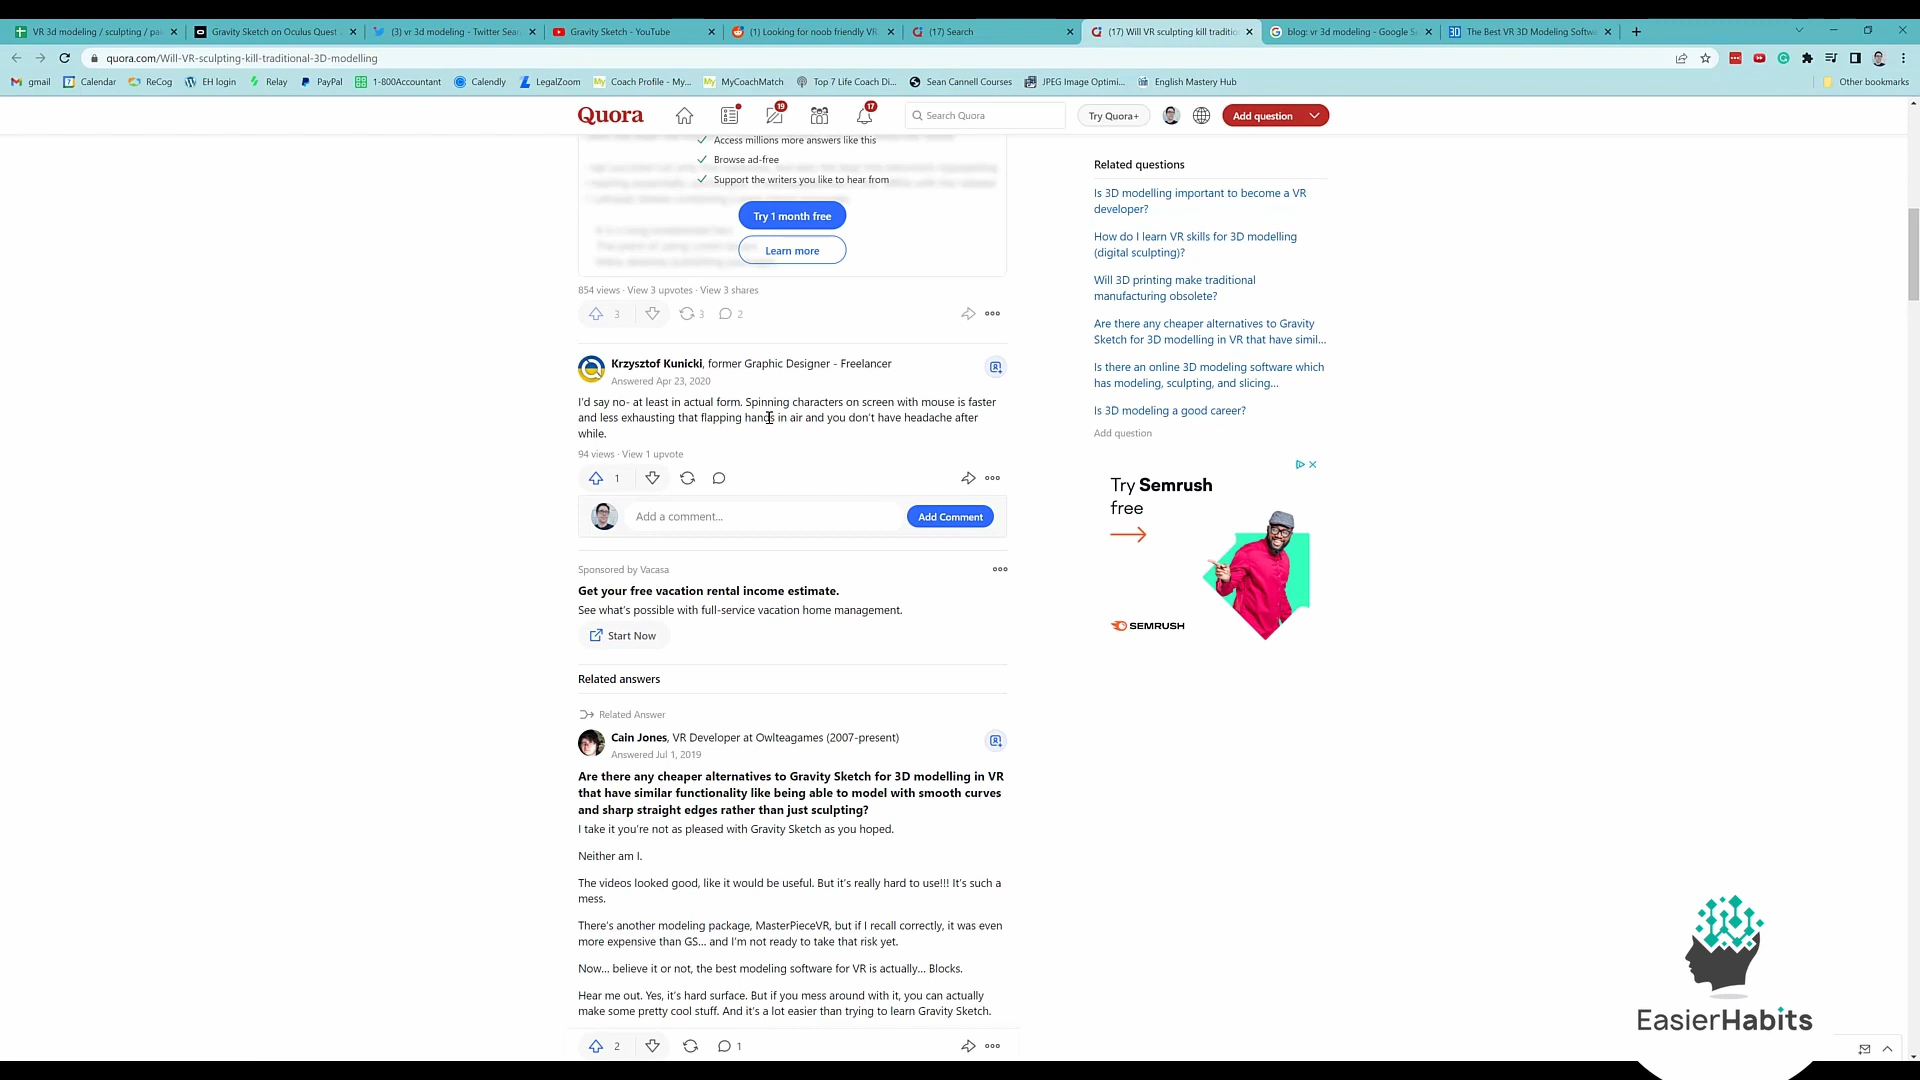 VR 3d modeling / sculpting / pai
Gravity Sketch on Oculus Quest
(3) vr 3d modeling - Twitter Sear
Gravity Sketch - YouTube
(1) Looking for noob friendly VR
(17) Search
(17) Will VR sculpting kill traditio
blog: vr 3d modeling - Google S
The Best VR 3D Modeling Softw
quora.com/Will-VR-sculpting-kill-traditional-3D-modelling
gmail
Calendar
ReCog
EH login
Relay
PayPal
1-800Accountant
Calendly
LegalZoom
Coach Profile - My...
MyCoachMatch
Top 7 Life Coach Di...
Sean Cannell Courses
JPEG Image Optimi...
English Mastery Hub
Other bookmarks
Quora
19
17
Search Quora
Try Quora+
Add question
Access millions more answers like this
Browse ad-free
Support the writers you like to hear from
Try 1 month free
Learn more
854 views · View 3 upvotes · View 3 shares
3
3
2
Krzysztof Kunicki, former Graphic Designer - Freelancer
Answered Apr 23, 2020
I'd say no- at least in actual form. Spinning characters on screen with mouse is faster
and less exhausting that flapping hands in air and you don't have headache after
while.
94 views · View 1 upvote
1
Add a comment...
Add Comment
Sponsored by Vacasa
Get your free vacation rental income estimate.
See what's possible with full-service vacation home management.
Start Now
Related answers
Related Answer
Cain Jones, VR Developer at Owlteagames (2007-present)
Answered Jul 1, 2019
Are there any cheaper alternatives to Gravity Sketch for 3D modelling in VR
that have similar functionality like being able to model with smooth curves
and sharp straight edges rather than just sculpting?
I take it you're not as pleased with Gravity Sketch as you hoped.
Neither am I.
The videos looked good, like it would be useful. But it's really hard to use!!! It's such a
mess.
There's another modeling package, MasterPieceVR, but if I recall correctly, it was even
more expensive than GS... and I'm not ready to take that risk yet.
Now... believe it or not, the best modeling software for VR is actually... Blocks.
Hear me out. Yes, it's hard surface. But if you mess around with it, you can actually
make some pretty cool stuff. And it's a lot easier than trying to learn Gravity Sketch.
2
1
Related questions
Is 3D modelling important to become a VR
developer?
How do I learn VR skills for 3D modelling
(digital sculpting)?
Will 3D printing make traditional
manufacturing obsolete?
Are there any cheaper alternatives to Gravity
Sketch for 3D modelling in VR that have simil...
Is there an online 3D modeling software which
has modeling, sculpting, and slicing...
Is 3D modeling a good career?
Add question
Try Semrush
free
SEMRUSH
EasierHabits